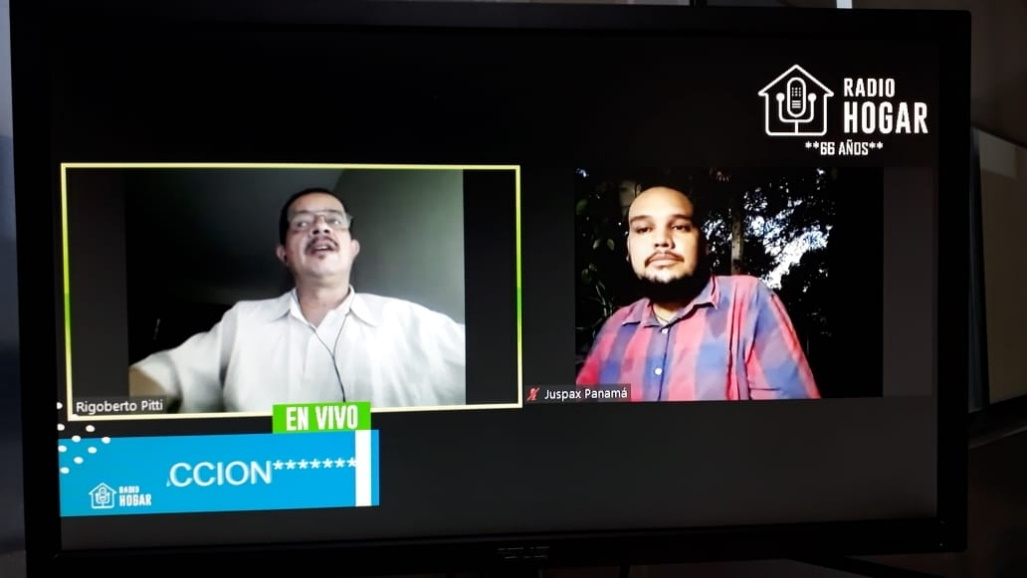 RADIO
HOGAR
**66 AÑOS**
Rigoberto Pitti
Juspax Panamá
EN VIVO
CCION*******
RADIO
HOGAR